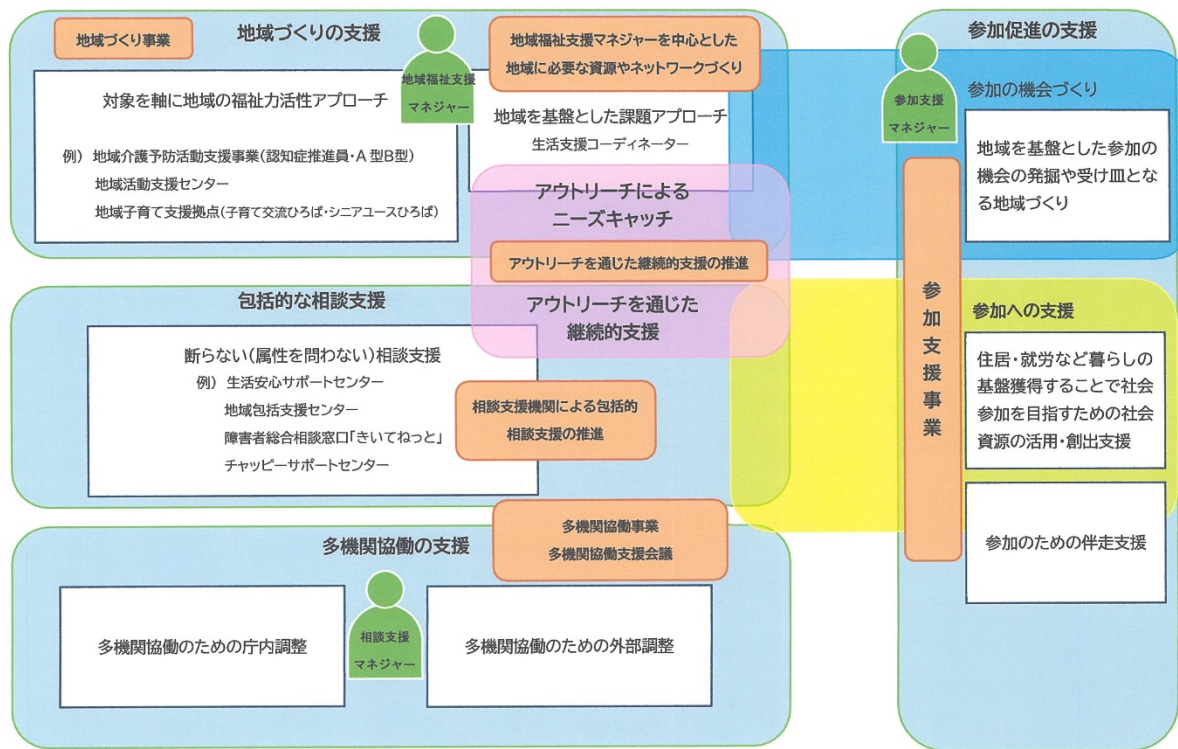 地域づくりの支援
地域づくり事業
地域福祉支援
マネジャー
地域福祉支援マネジャーを中心とした
地域に必要な資源やネットワークづくり
対象を軸に地域の福祉力活性アプローチ
例) 地域介護予防活動支援事業(認知症推進員・A型B型)
地域活動支援センター
地域子育て支援拠点(子育て交流ひろば・シニアユースひろば)
地域を基盤とした課題アプローチ
生活支援コーディネーター
アウトリーチによる
ニーズキャッチ
アウトリーチを通じた継続的支援の推進
アウトリーチを通じた
継続的支援
包括的な相談支援
断らない(属性を問わない)相談支援
例) 生活安心サポートセンター
地域包括支援センター
障害者総合相談窓口「きいてねっと」
チャッピーサポートセンター
相談支援機関による包括的
相談支援の推進
多機関協働の支援
多機関協働事業
多機関協働支援会議
多機関協働のための庁内調整
相談支援
マネジャー
多機関協働のための外部調整
参加促進の支援
参加支援
マネジャー
参加の機会づくり
地域を基盤とした参加の
機会の発掘や受け皿とな
る地域づくり
参加支援事業
参加への支援
住居・就労など暮らしの
基盤獲得することで社会
参加を目指すための社会
資源の活用・創出支援
参加のための伴走支援